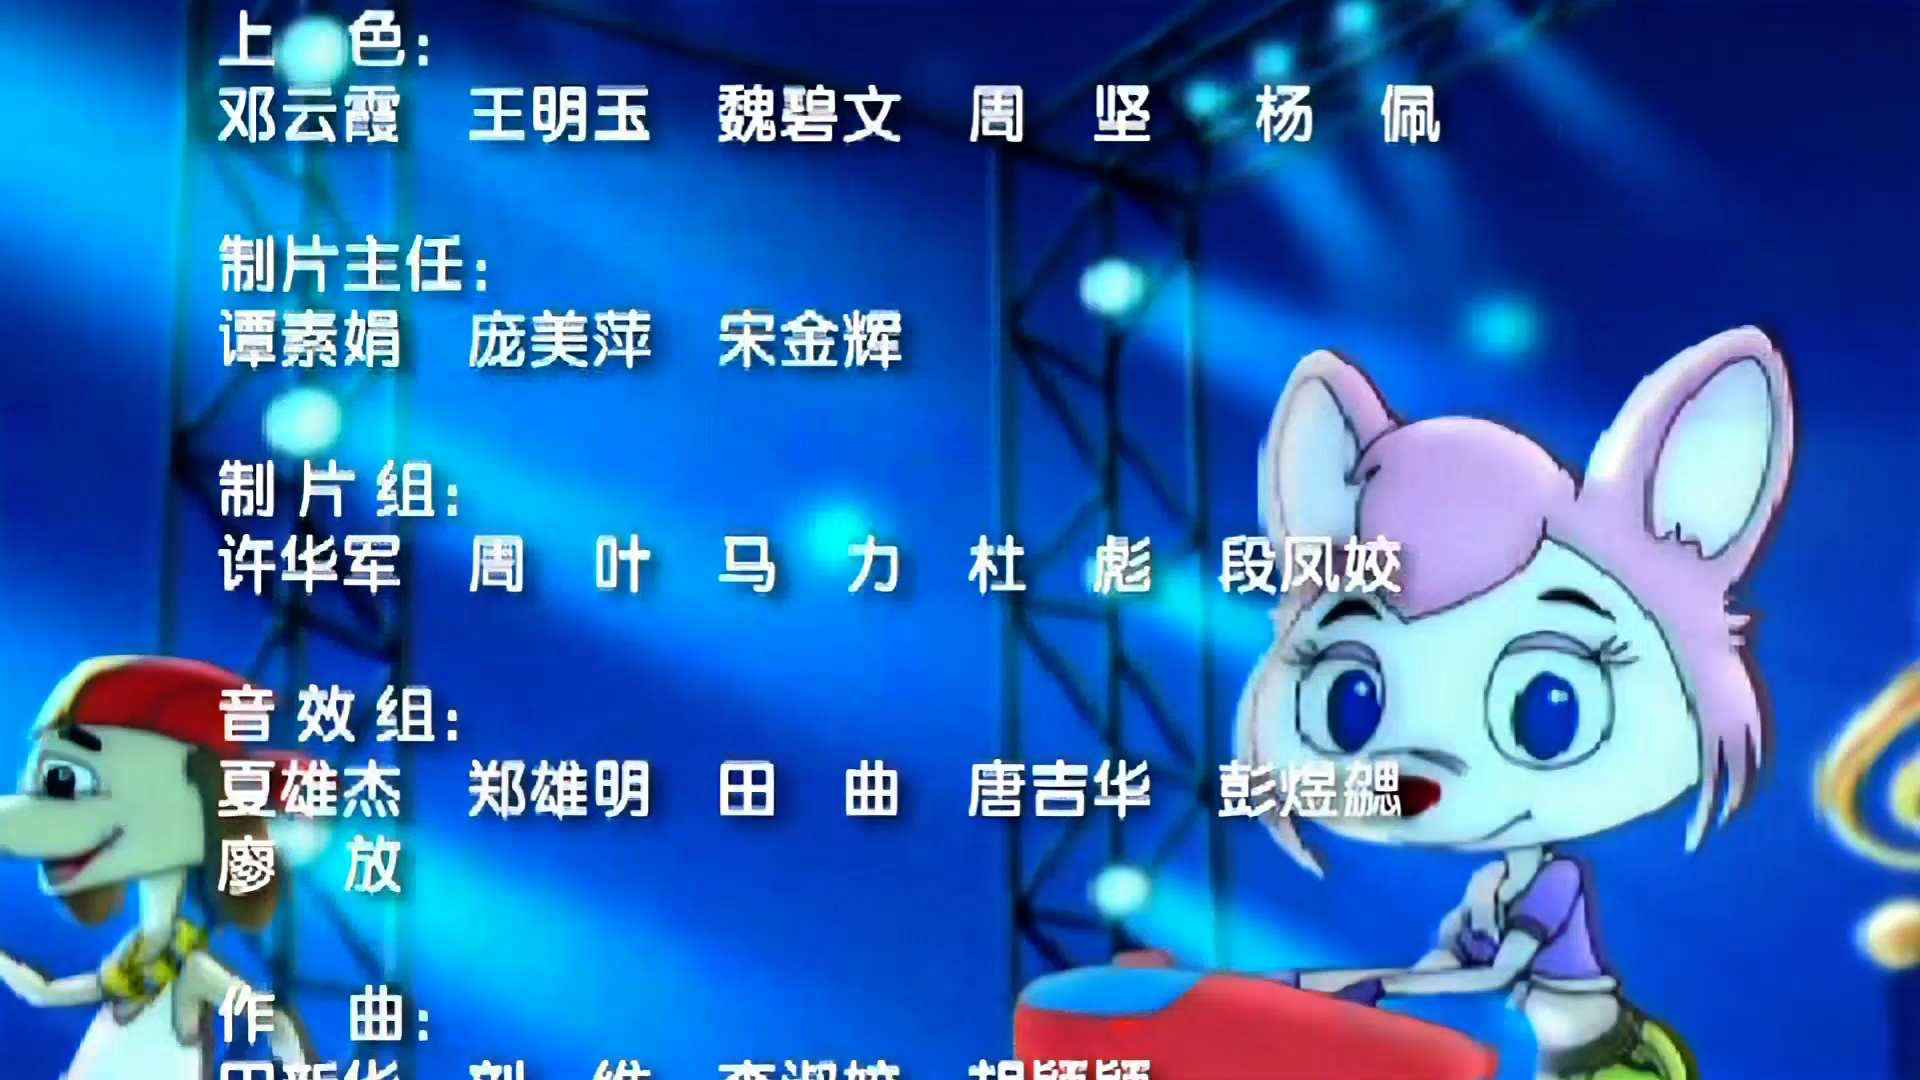 上 色：
邓云霞 王明玉 魏碧文 周 坚 杨 佩
制片主任：
谭素娟 庞美萍 宋金辉
制 片 组：
许华军 周 叶 马 力 杜 彪 段凤姣
音 效 组：
夏雄杰 郑雄明 田 曲 唐吉华 彭煜勰
廖 放
作 曲：